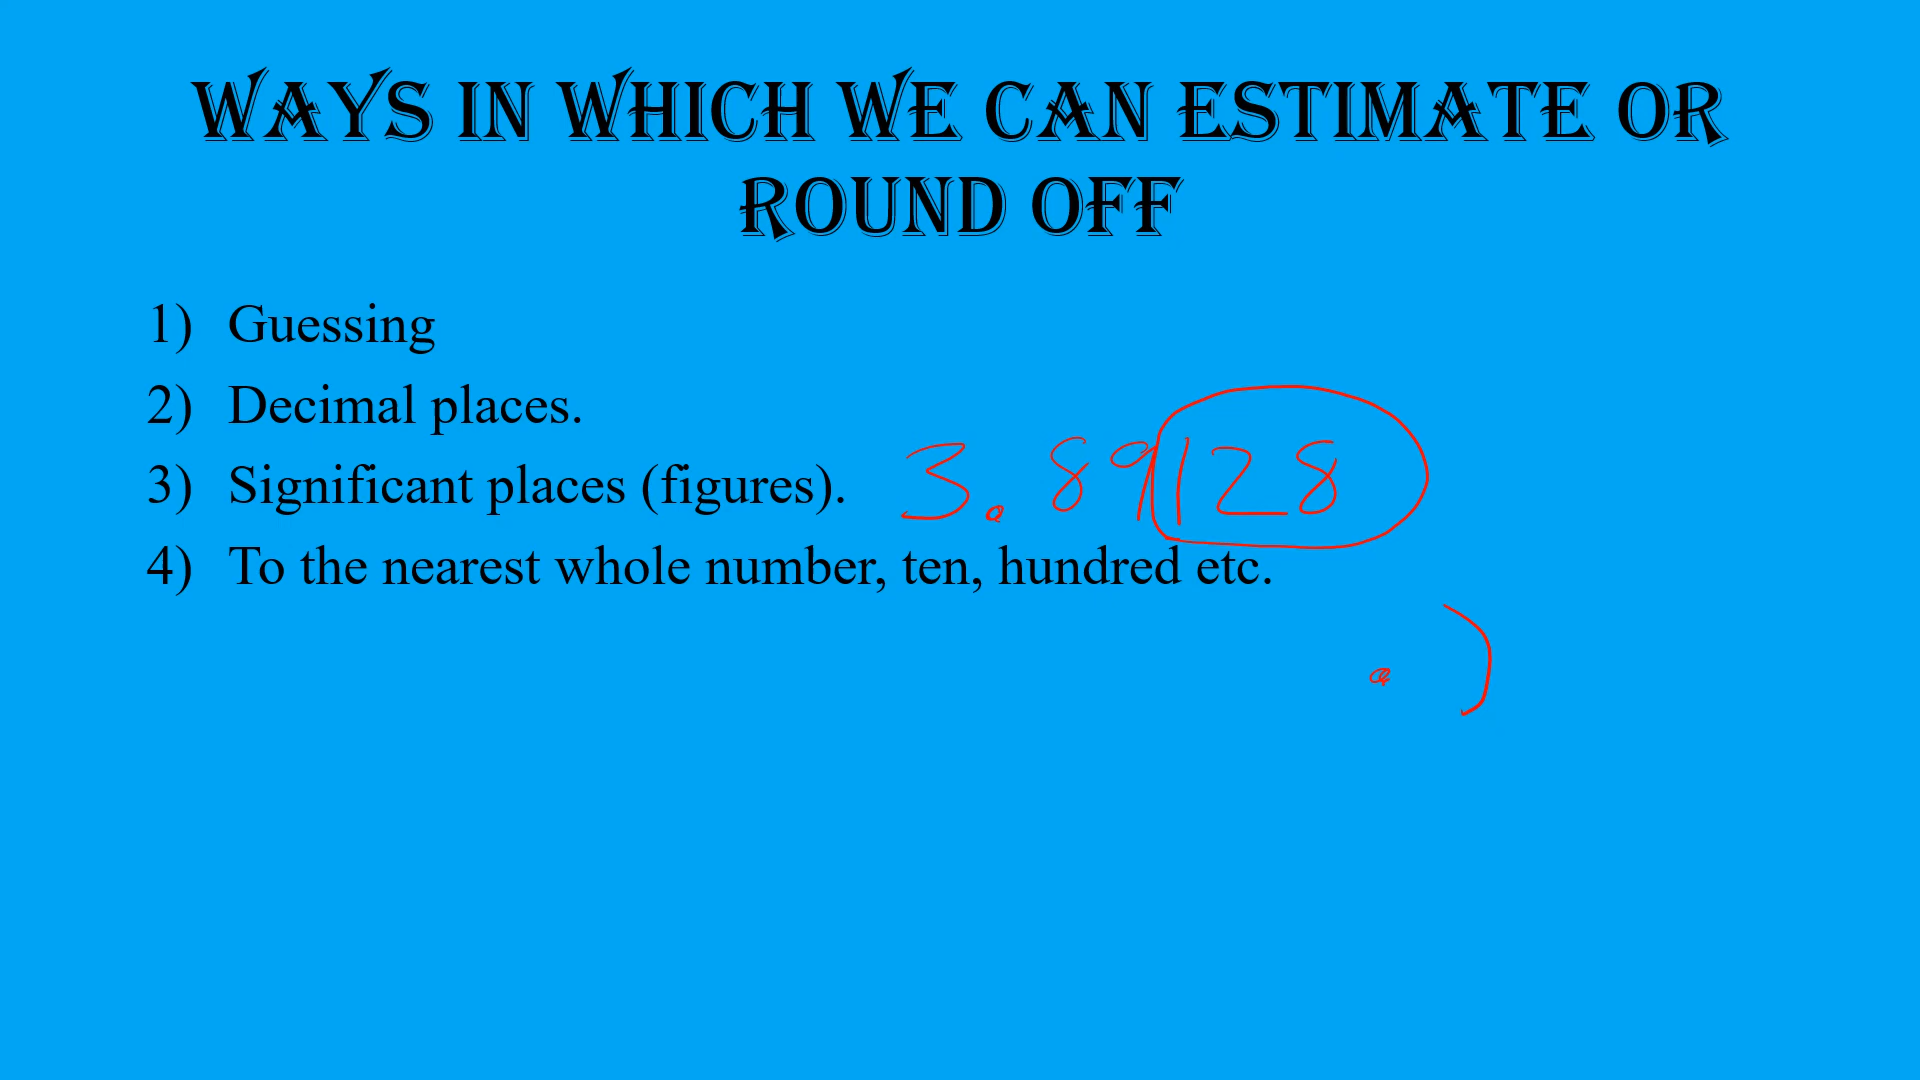 WAYS IN WHICH WE CAN ESTIMATE OR
ROUND OFF
1) Guessing
2) Decimal places.
3) Significant places (figures).
3.89128
4) To the nearest whole number, ten, hundred etc.